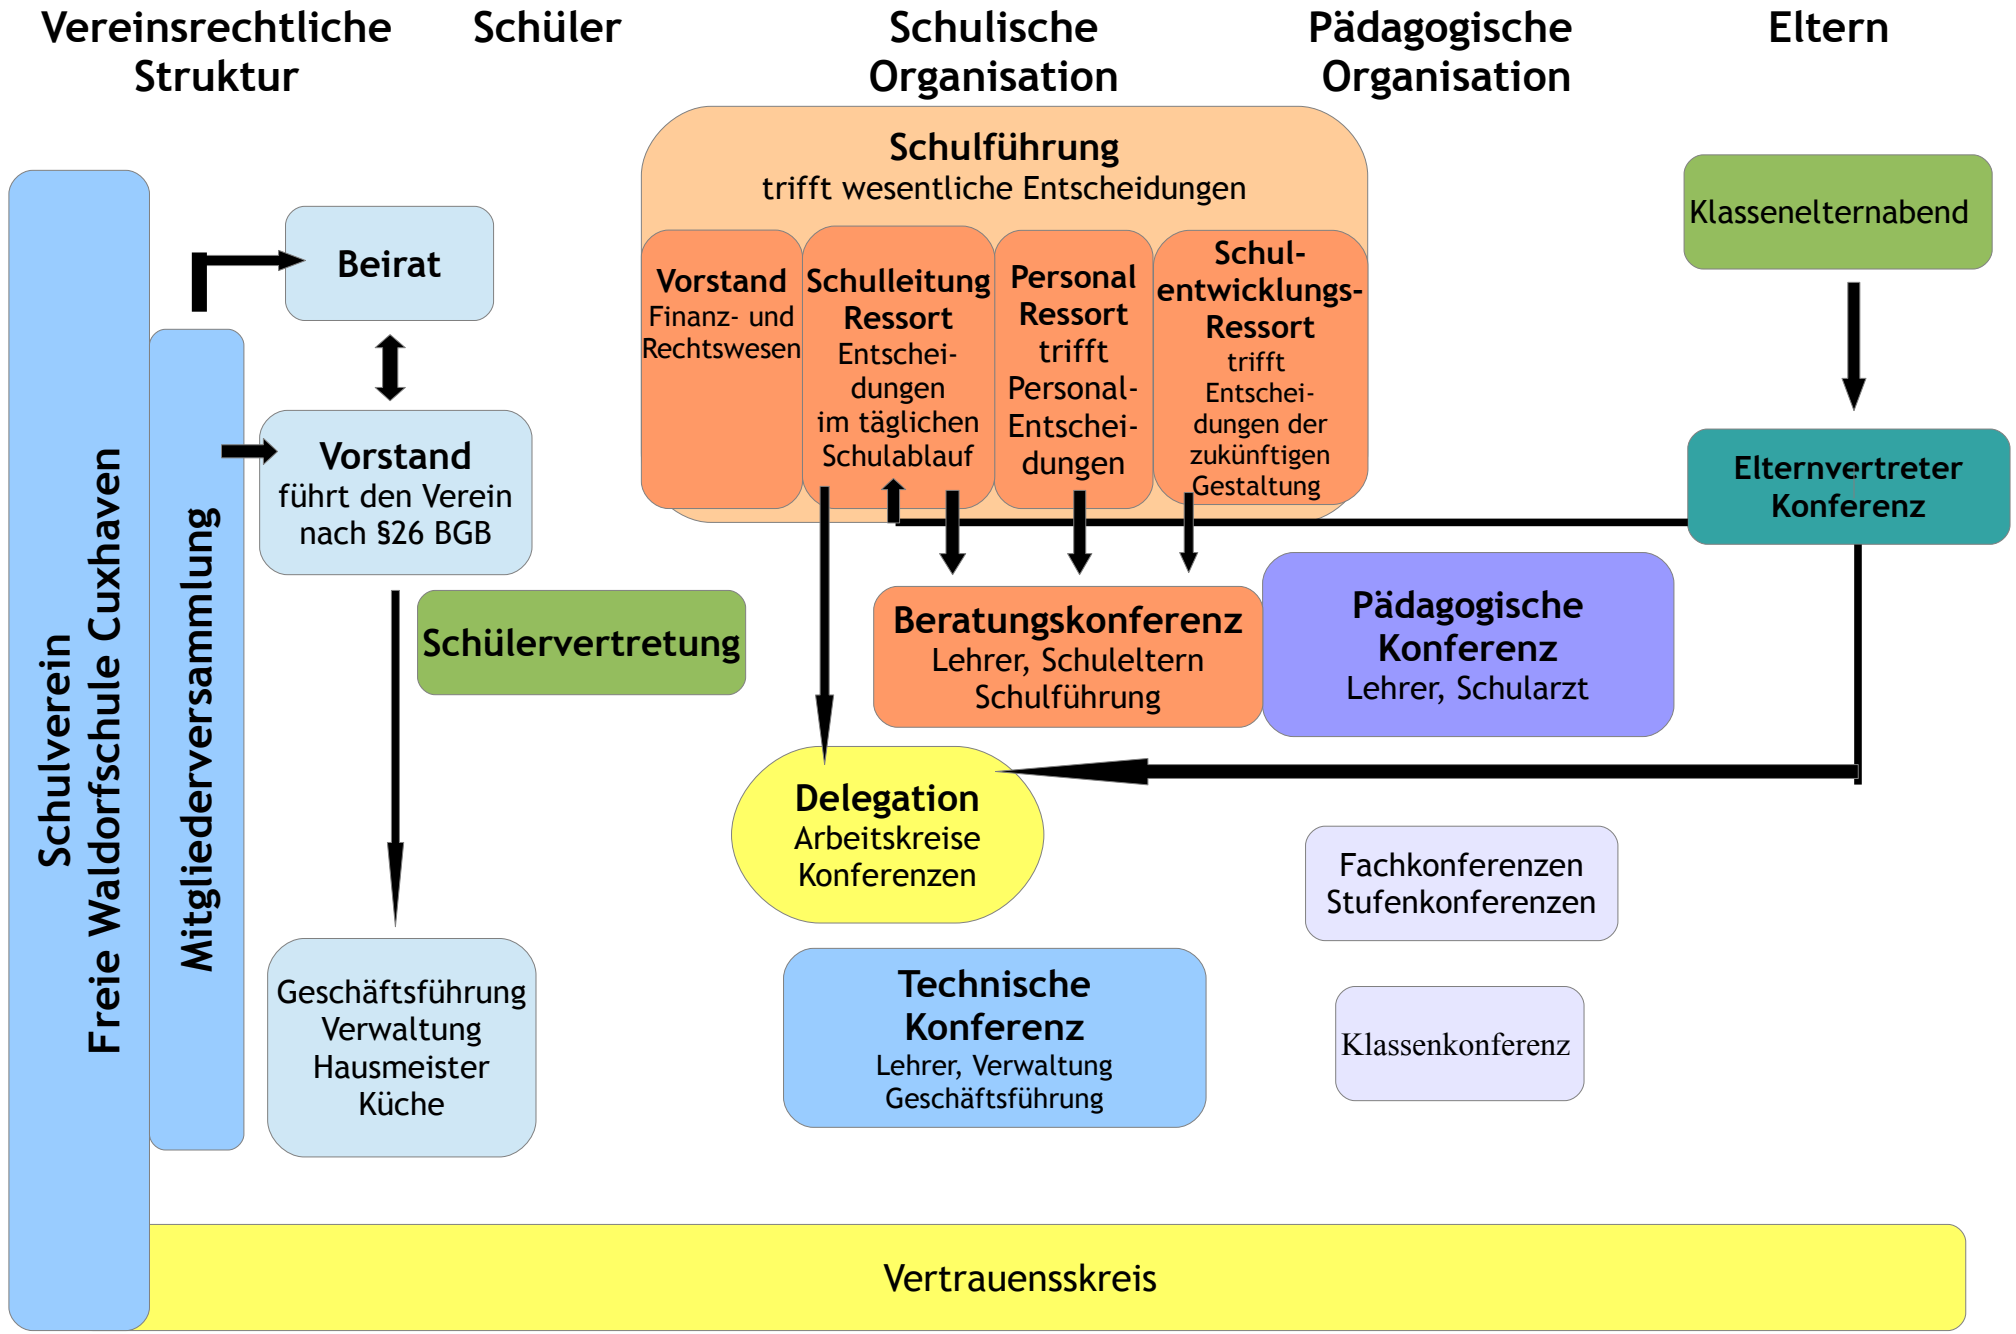 Vereinsrechtliche
Struktur
Schüler
Schulische
Organisation
Pädagogische
Organisation
Eltern
Schulverein
Freie Waldorfschule Cuxhaven
Mitgliederversammlung
Beirat
Vorstand
führt den Verein
nach §26 BGB
Geschäftsführung
Verwaltung
Hausmeister
Küche
Schülervertretung
Schulführung
trifft wesentliche Entscheidungen
Vorstand
Finanz- und
Rechtswesen
Schulleitung
Ressort
Entschei-
dungen
im täglichen
Schulablauf
Personal
Ressort
trifft
Personal-
Entschei-
dungen
Schul-
entwicklungs-
Ressort
trifft
Entschei-
dungen der
zukünftigen
Gestaltung
Beratungskonferenz
Lehrer, Schuleltern
Schulführung
Delegation
Arbeitskreise
Konferenzen
Technische
Konferenz
Lehrer, Verwaltung
Geschäftsführung
Pädagogische
Konferenz
Lehrer, Schularzt
Fachkonferenzen
Stufenkonferenzen
Klassenkonferenz
Klassenelternabend
Elternvertreter
Konferenz
Vertrauensskreis